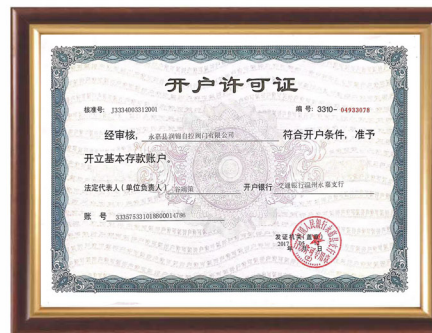 开户许可证
核准号: J3334003312001 编 号: 3310- 04933078
经审核, 永嘉县润锦自控阀门有限公司 符合开户条件, 准予
开立基本存款账户。
法定代表人(单位负责人) 开户银行 交通银行温州永嘉支行
账 号 333575331018800014798
发证机关(盖章)
2017 年